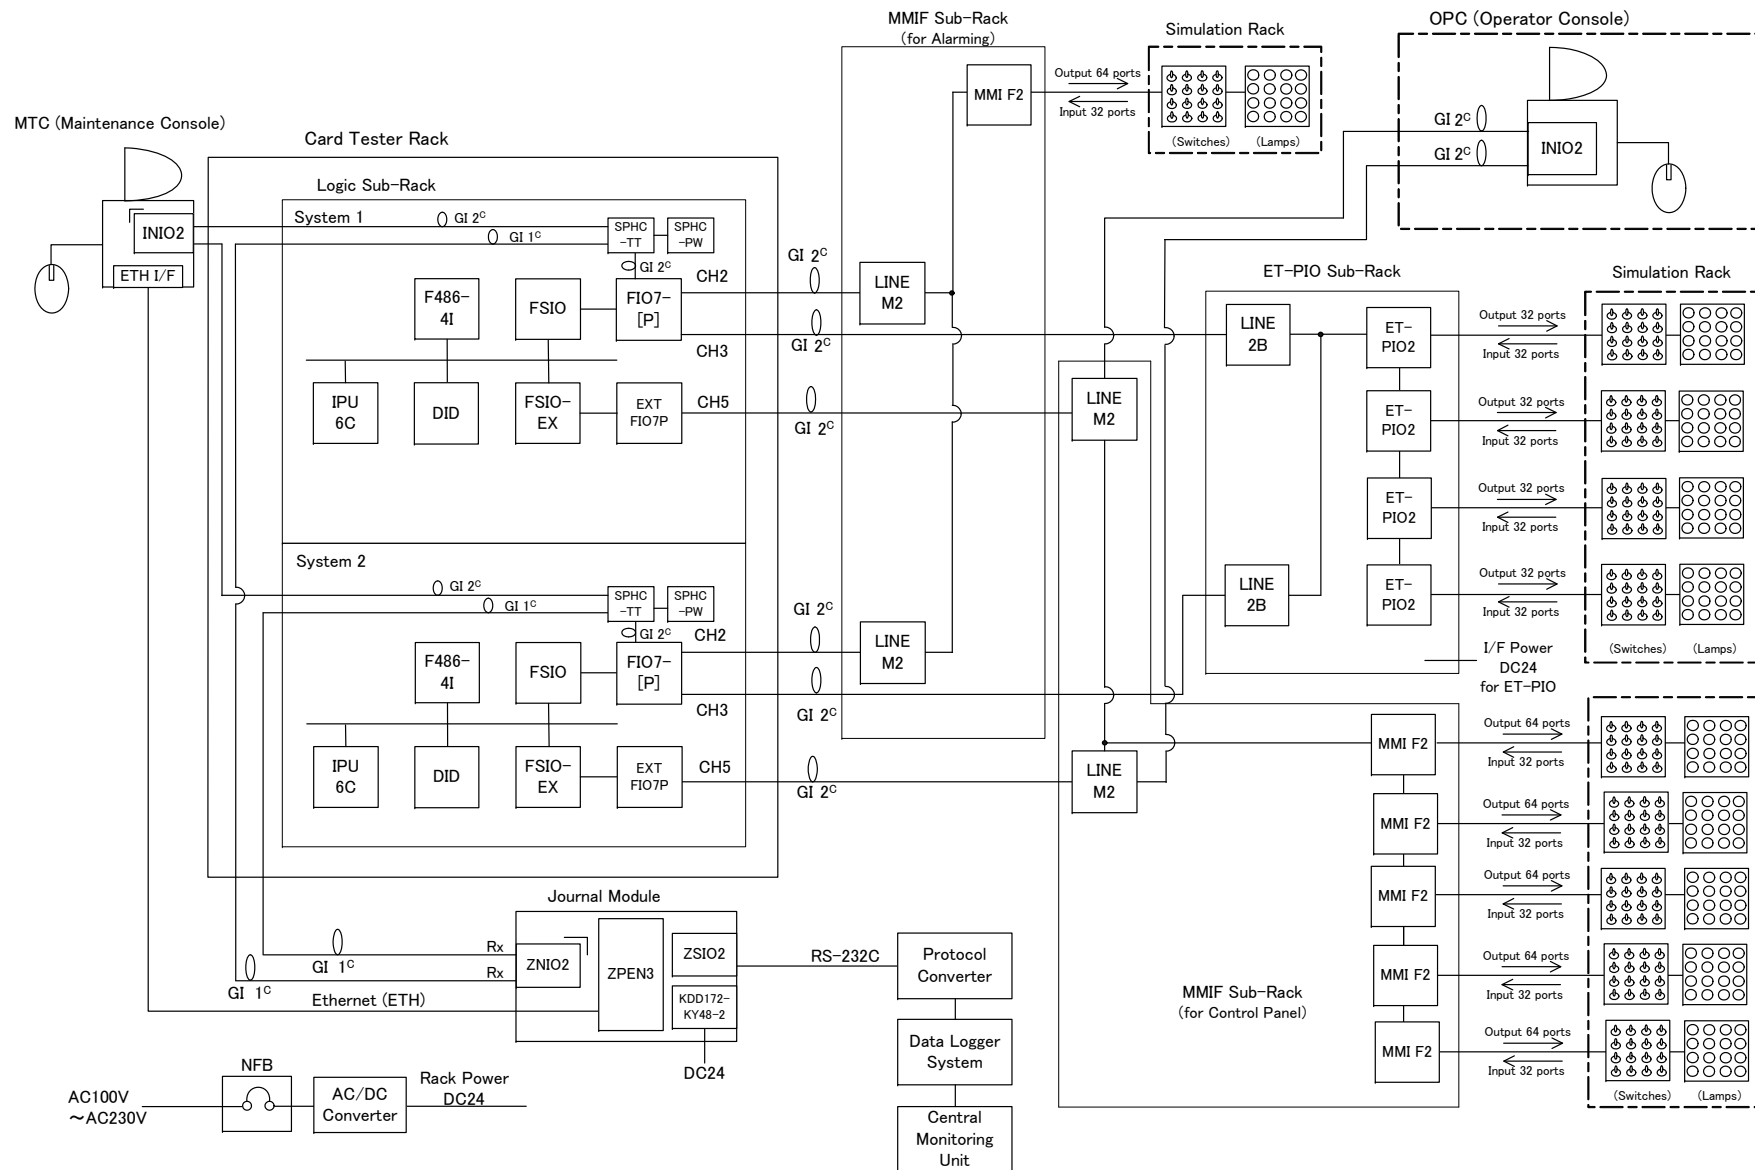 MMIF Sub-Rack
(for Alarming)
Simulation Rack
OPC (Operator Console)
MMI F2
Output 64 ports
Input 32 ports
(Switches)
(Lamps)
GI 2C
GI 2C
INIO2
MTC (Maintenance Console)
INIO2
ETH I/F
Card Tester Rack
Logic Sub-Rack
System 1
GI 2C
GI 1C
SPHC
-TT
SPHC
-PW
GI 2C
F486-
4I
FSIO
FIO7-
[P]
CH2
CH3
IPU
6C
DID
FSIO-
EX
EXT
FIO7P
CH5
GI 2C
GI 2C
GI 2C
LINE
M2
LINE
M2
System 2
GI 2C
GI 1C
SPHC
-TT
SPHC
-PW
GI 2C
F486-
4I
FSIO
FIO7-
[P]
CH2
CH3
IPU
6C
DID
FSIO-
EX
EXT
FIO7P
CH5
GI 2C
GI 2C
GI 2C
LINE
M2
LINE
M2
ET-PIO Sub-Rack
LINE
2B
LINE
2B
ET-
PIO2
ET-
PIO2
ET-
PIO2
ET-
PIO2
I/F Power
DC24
for ET-PIO
Simulation Rack
Output 32 ports
Input 32 ports
Output 32 ports
Input 32 ports
Output 32 ports
Input 32 ports
Output 32 ports
Input 32 ports
(Switches)
(Lamps)
MMI F2
MMI F2
MMI F2
MMI F2
MMI F2
MMIF Sub-Rack
(for Control Panel)
Output 64 ports
Input 32 ports
Output 64 ports
Input 32 ports
Output 64 ports
Input 32 ports
Output 64 ports
Input 32 ports
Output 64 ports
Input 32 ports
(Switches)
(Lamps)
Journal Module
Rx
GI 1C
Rx
GI 1C
Ethernet (ETH)
ZNIO2
ZPEN3
ZSIO2
KDD172-
KY48-2
DC24
RS-232C
Protocol
Converter
Data Logger
System
Central
Monitoring
Unit
NFB
AC100V
～AC230V
AC/DC
Converter
Rack Power
DC24